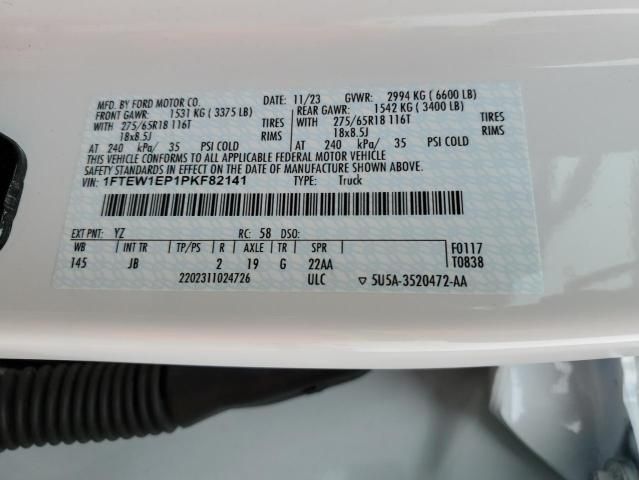 MFD. BY FORD MOTOR CO. 11/23 GVWR: 2994 KG ( 6600 LB)
FRONT GAWR: 1531 KG ( 3375 LB) REAR GAWR: 1542 KG ( 3400 LB)
WITH 275/65R18 116T TIRES WITH 275/65R18 116T TIRES
18x8.5J RIMS 18x8.5J RIMS
AT 240 kPa/ 35 PSI COLD AT 240 kPa/ 35 PSI COLD
THIS VEHICLE CONFORMS TO ALL APPLICABLE FEDERAL MOTOR VEHICLE
SAFETY STANDARDS IN EFFECT ON THE DATE OF MANUFACTURE SHOWN ABOVE.
VIN: 1FTEW1EP1PKF82141 TYPE: Truck
EXT PNT: YZ RC: 58 DSO:
WB INT TR TP/PS R AXLE TR SPR F0117
145 JB 2 19 G 22AA T0838
2202311024726 ULC ▽ 5U5A-3520472-AA